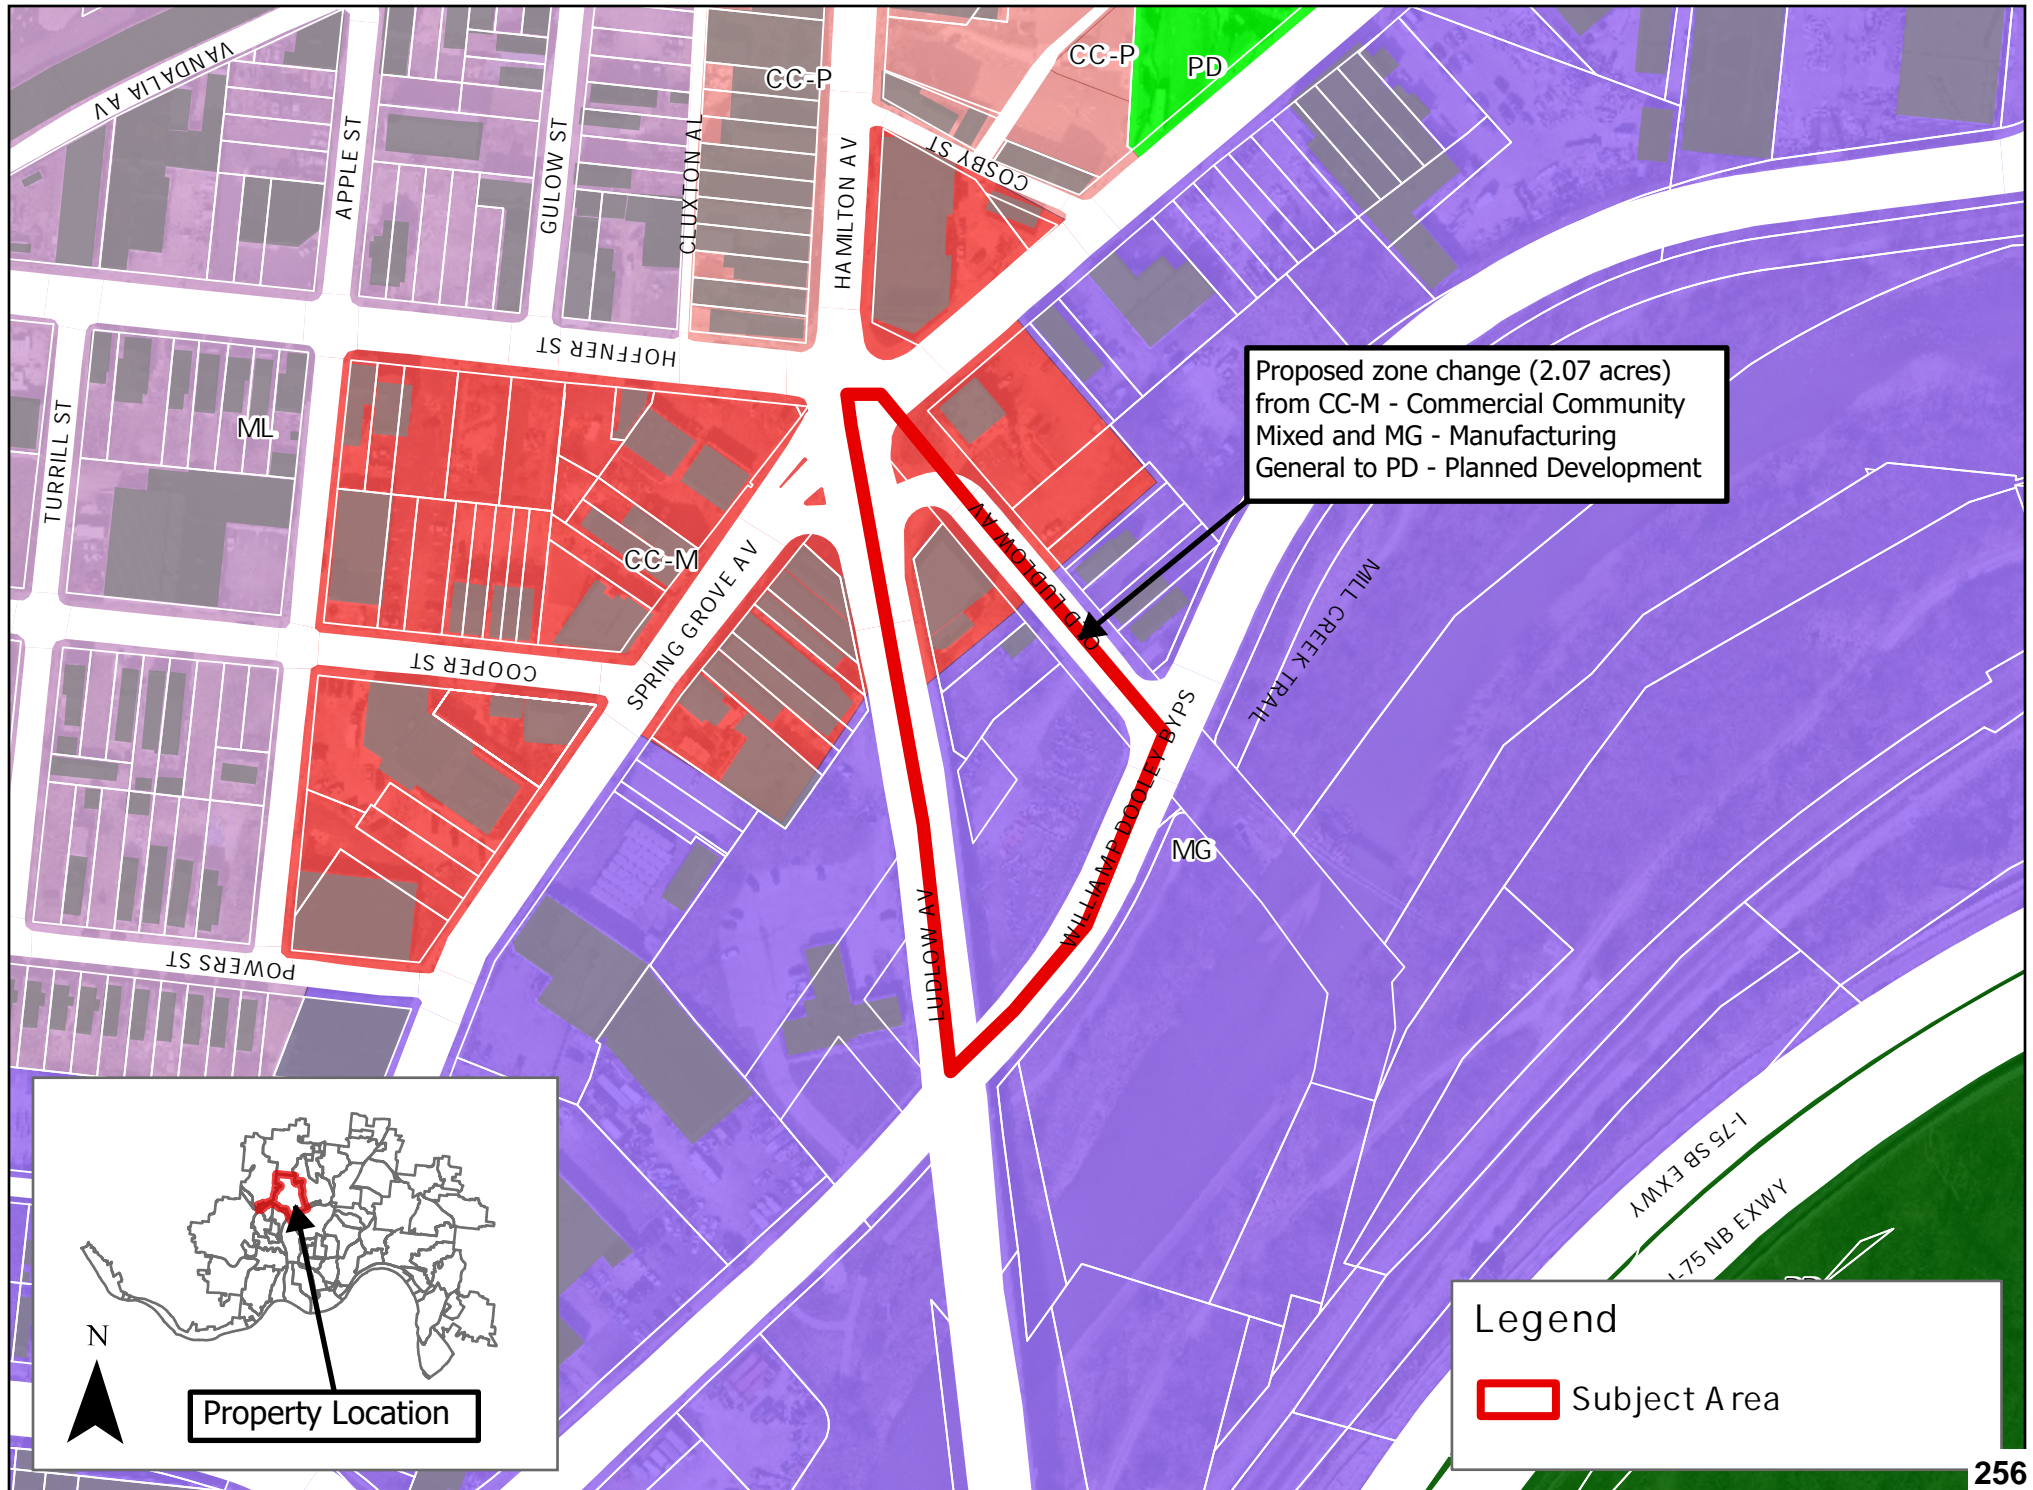 VANDALIA AV
APPLE ST
GULOW ST
CLUXTON AL
CC-P
HAMILTON AV
CC-P
PD
COSBY ST
HOFFNER ST
TURRILL ST
ML
CC-M
SPRING GROVE AV
COOPER ST
OLD LUDLOW AV
Proposed zone change (2.07 acres)
from CC-M - Commercial Community
Mixed and MG - Manufacturing
General to PD - Planned Development
MILL CREEK TRAIL
WILLIAM P DOOLEY BYPS
MG
LUDLOW AV
POWERS ST
I-75 SB EXWY
I-75 NB EXWY
N
Property Location
Legend
Subject Area
256